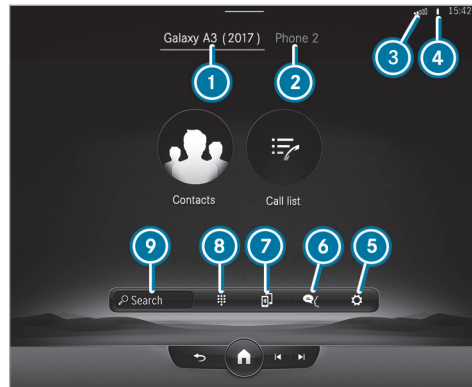 15:42
Galaxy A3 (2017) Phone 2
3 4
1 2
Contacts Call list
9 8 7 6 5
Search